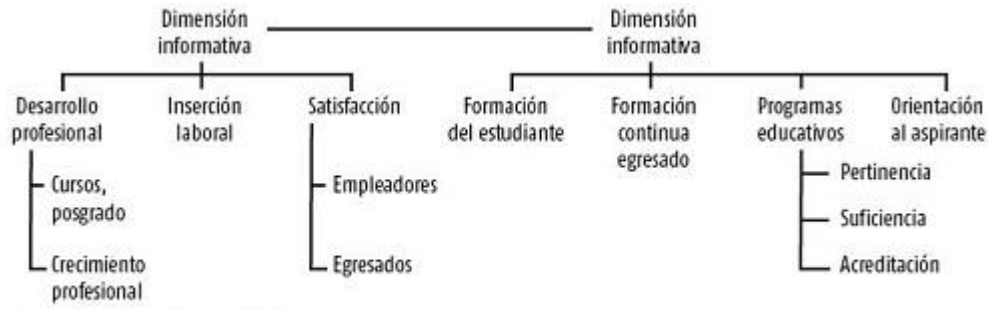 Dimensión
informativa
Dimensión
informativa
Desarrollo
profesional
Inserción
laboral
Satisfacción
Formación
del estudiante
Formación
continua
egresado
Programas
educativos
Orientación
al aspirante
Cursos,
posgrado
Crecimiento
profesional
Empleadores
Egresados
Pertinencia
Suficiencia
Acreditación